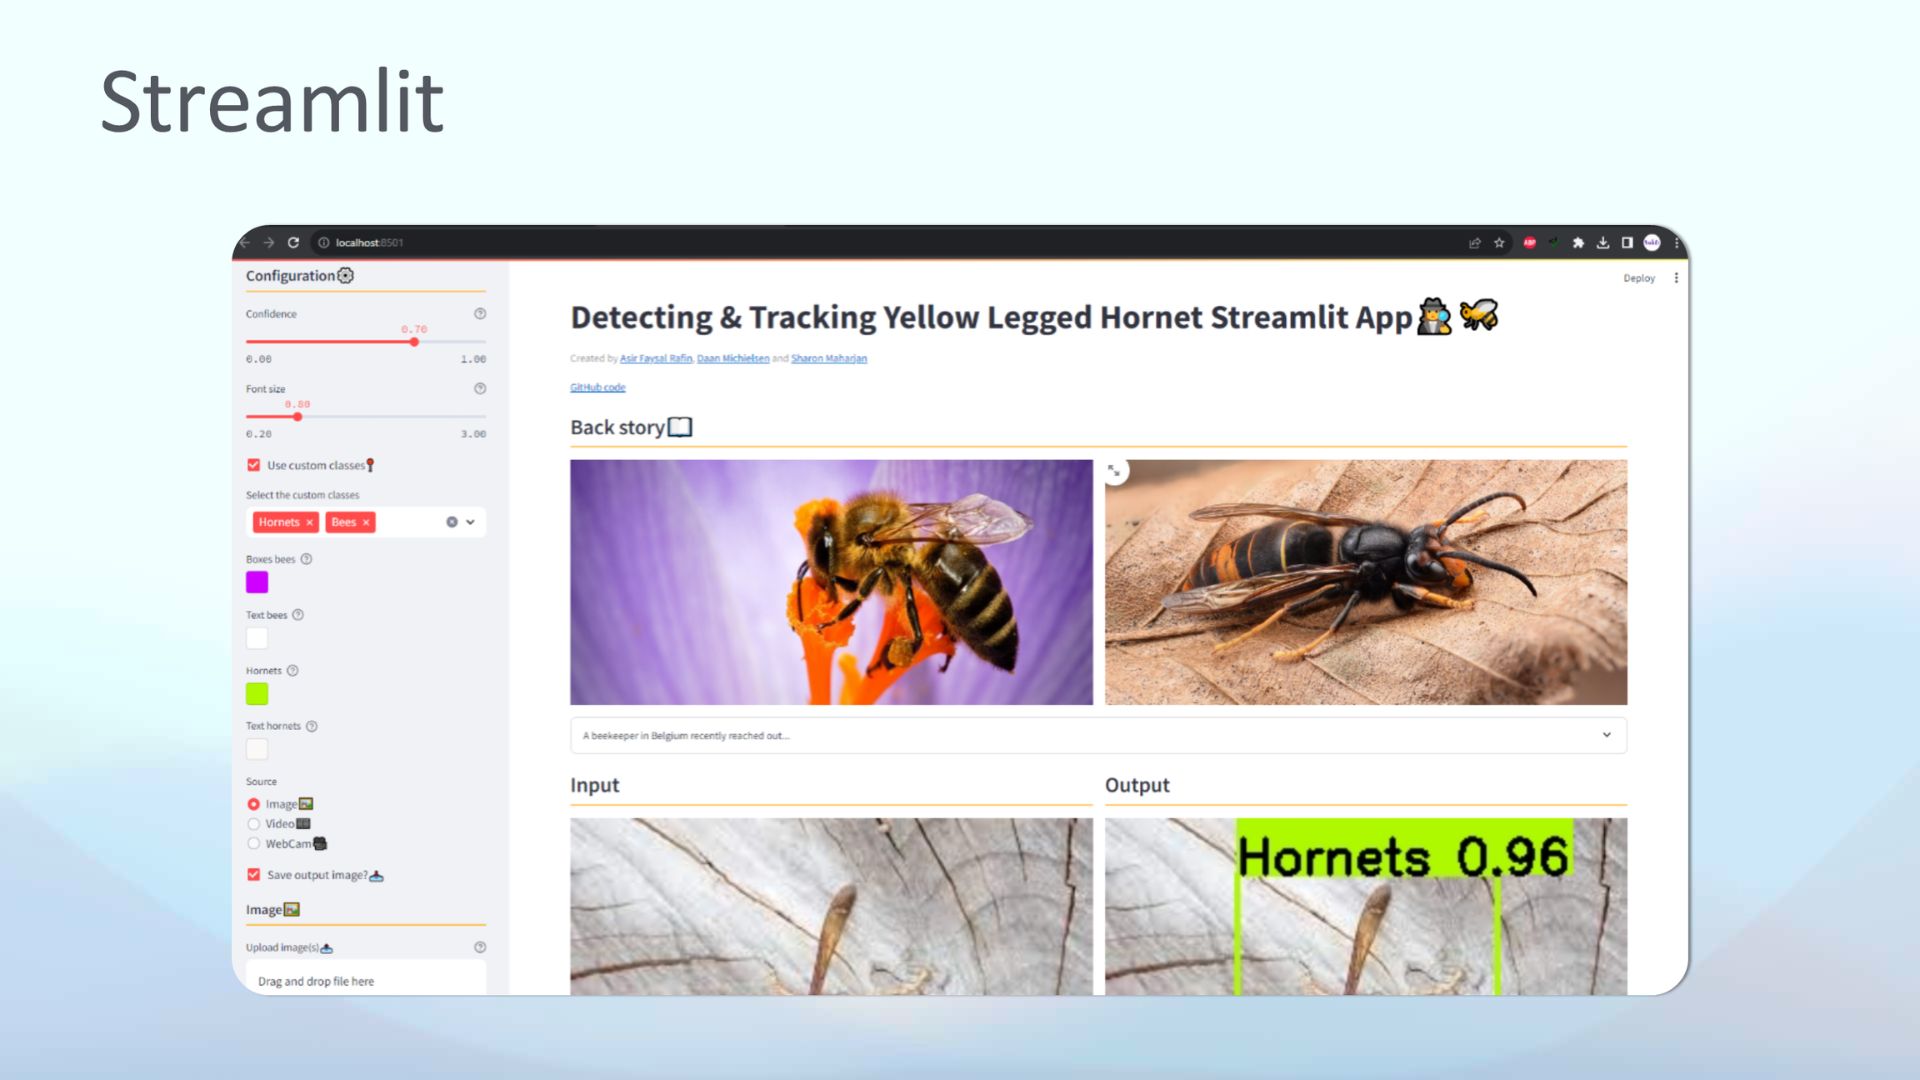 Streamlit
localhost:8501
Configuration
Confidence
0.70
0.00 1.00
Font size
0.80
0.20 3.00
Use custom classes
Select the custom classes
Hornets × Bees ×
Boxes bees
Text bees
Hornets
Text hornets
Source
Image
Video
WebCam
Save output image?
Image
Upload image(s)
Drag and drop file here
Deploy
Detecting & Tracking Yellow Legged Hornet Streamlit App
Created by Asir Faysal Rafin, Daan Michielsen and Sharon Maharjan
GitHub code
Back story
A beekeeper in Belgium recently reached out...
Input
Output
Hornets 0.96